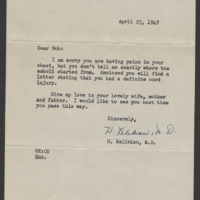 April 23, 1949
Dear Bob:
I am sorry you are having pains in your
chest, but you don't tell me exactly where the
emboli started from. Enclosed you will find a
letter stating that you had a definite cord
injury.
Give my love to your lovely wife, mother
and father. I would like to see you next time
you pass this way.
Sincerely,
H. Kelikian, M.D.
H. Kelikian, M.D.
HK:OS
Enc.